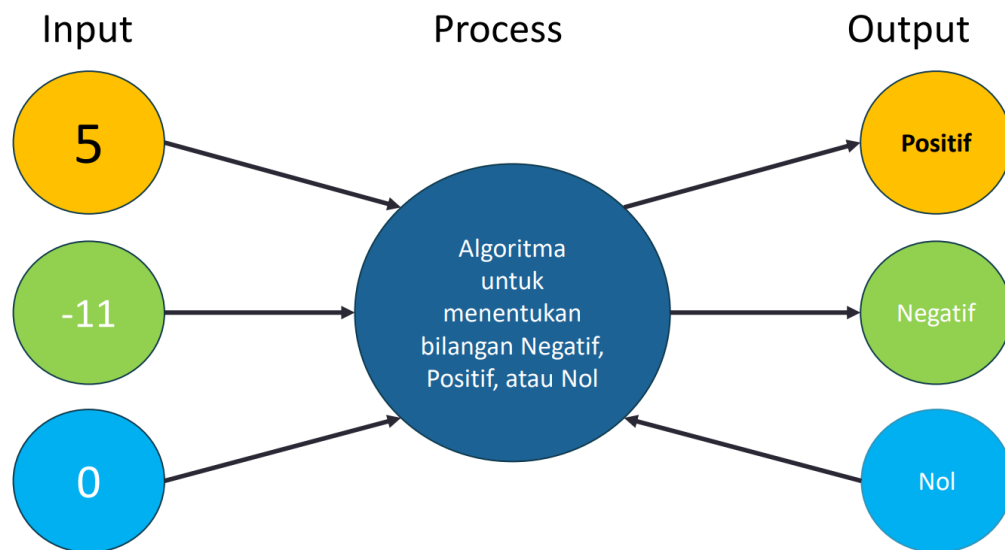 Input
Process
Output
5
Positif
-11
Algoritma
untuk
menentukan
bilangan Negatif,
Positif, atau Nol
Negatif
0
Nol